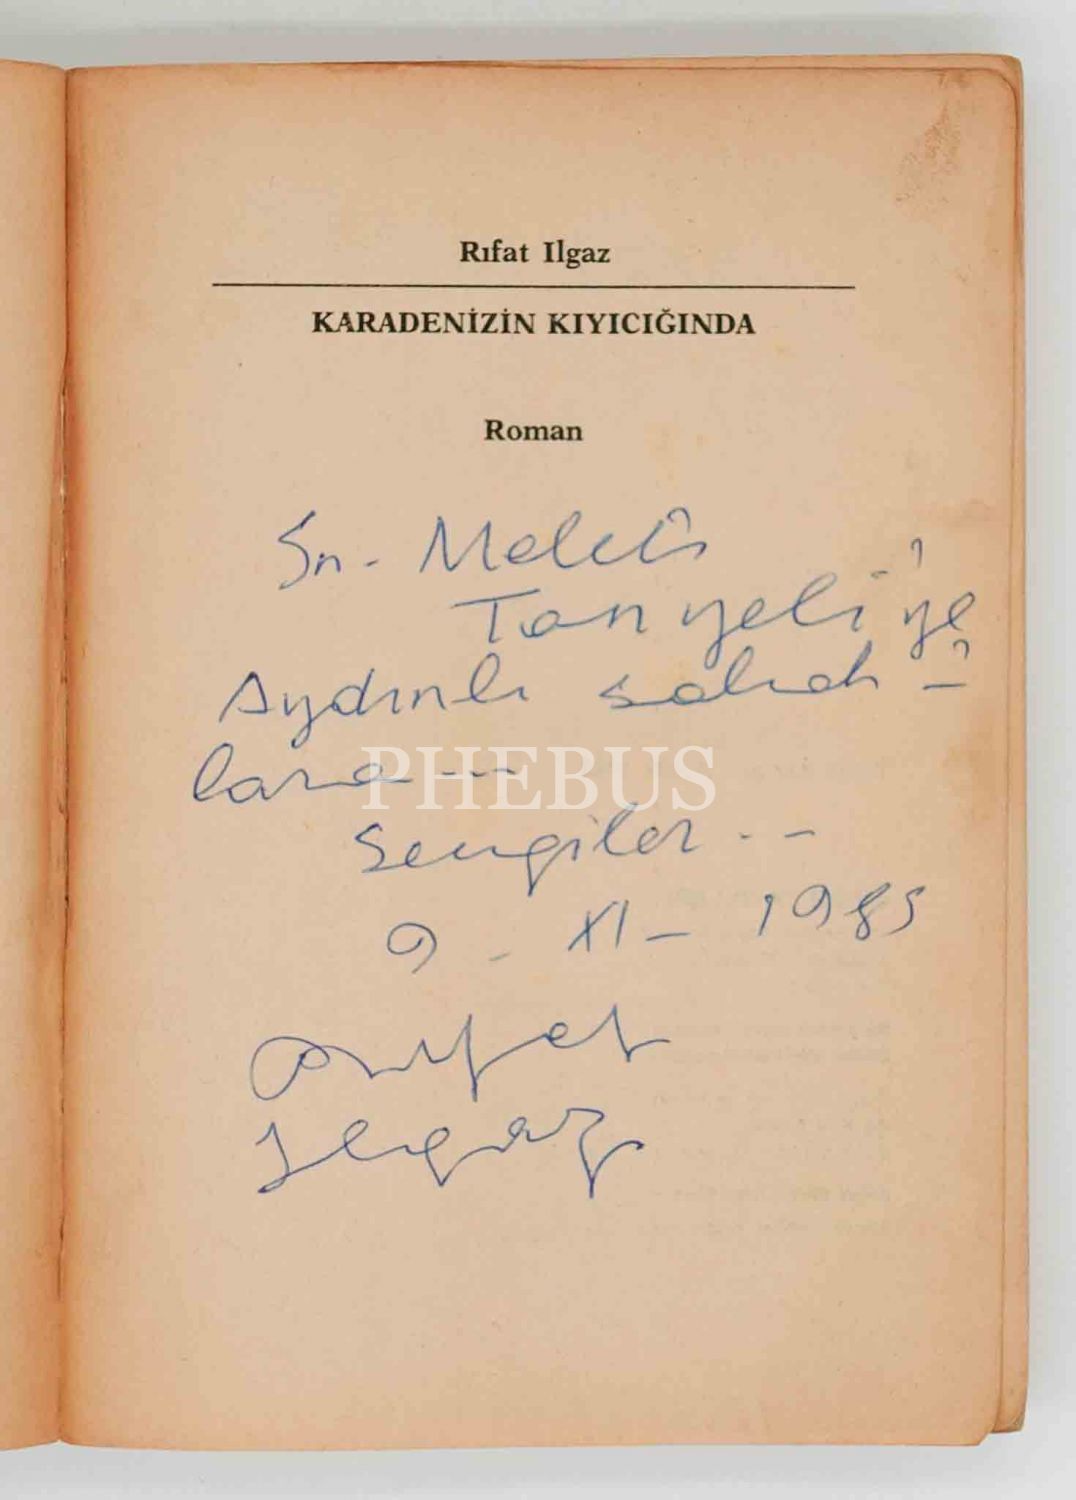 Rıfat Ilgaz
KARADENİZİN KIYICIĞINDA
Roman
Sn. Melih
Tanyeli'ye
Aydınlı sabah-
lara...
PHEBUS
Sevgiler...
9 - XI - 1985
Rıfat
Ilgaz